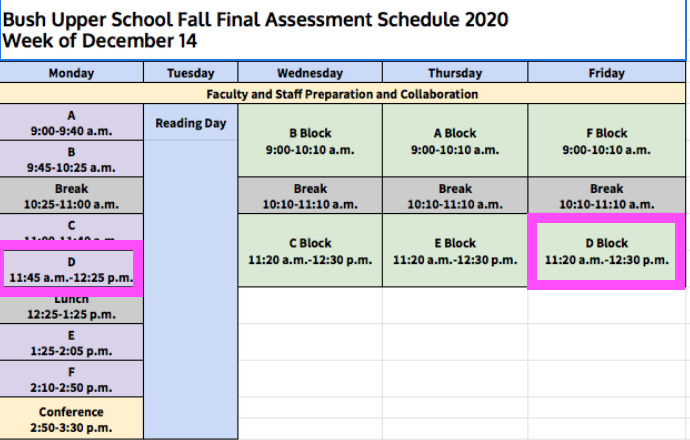 Bush Upper School Fall Final Assessment Schedule 2020
Week of December 14
Monday Tuesday Wednesday Thursday Friday
Faculty and Staff Preparation and Collaboration
A
9:00-9:40 a.m.
B
9:45-10:25 a.m.
Break
10:25-11:00 a.m.
C
11:00-11:40 a.m.
D
11:45 a.m.-12:25 p.m.
Lunch
12:25-1:25 p.m.
E
1:25-2:05 p.m.
F
2:10-2:50 p.m.
Conference
2:50-3:30 p.m.
Reading Day
B Block
9:00-10:10 a.m.
Break
10:10-11:10 a.m.
C Block
11:20 a.m.-12:30 p.m.
A Block
9:00-10:10 a.m.
Break
10:10-11:10 a.m.
E Block
11:20 a.m.-12:30 p.m.
F Block
9:00-10:10 a.m.
Break
10:10-11:10 a.m.
D Block
11:20 a.m.-12:30 p.m.